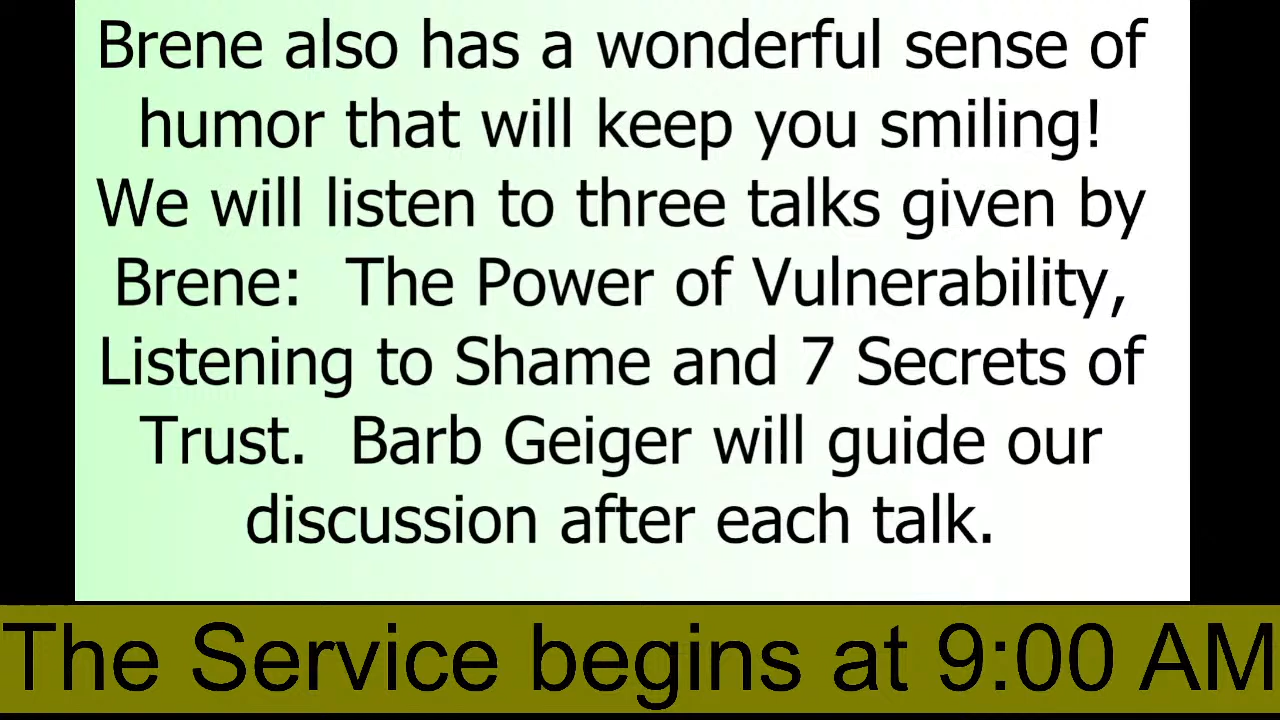 Brene also has a wonderful sense of
humor that will keep you smiling!
We will listen to three talks given by
Brene:  The Power of Vulnerability,
Listening to Shame and 7 Secrets of
Trust.  Barb Geiger will guide our
discussion after each talk.
The Service begins at 9:00 AM